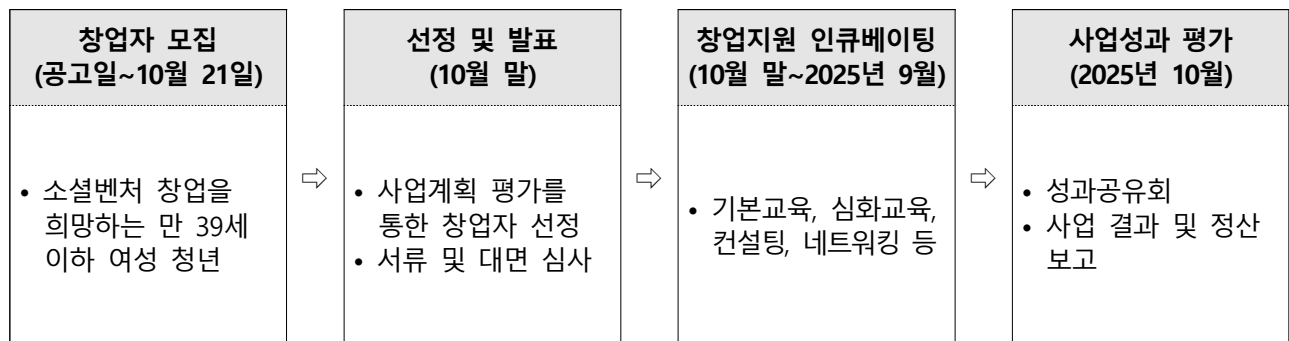 창업자 모집
(공고일~10월 21일)
• 소셜벤처 창업을
희망하는 만 39세
이하 여성 청년
⇨
선정 및 발표
(10월 말)
• 사업계획 평가를
통한 창업자 선정
• 서류 및 대면 심사
⇨
창업지원 인큐베이팅
(10월 말~2025년 9월)
• 기본교육, 심화교육,
컨설팅, 네트워킹 등
⇨
사업성과 평가
(2025년 10월)
• 성과공유회
• 사업 결과 및 정산
보고